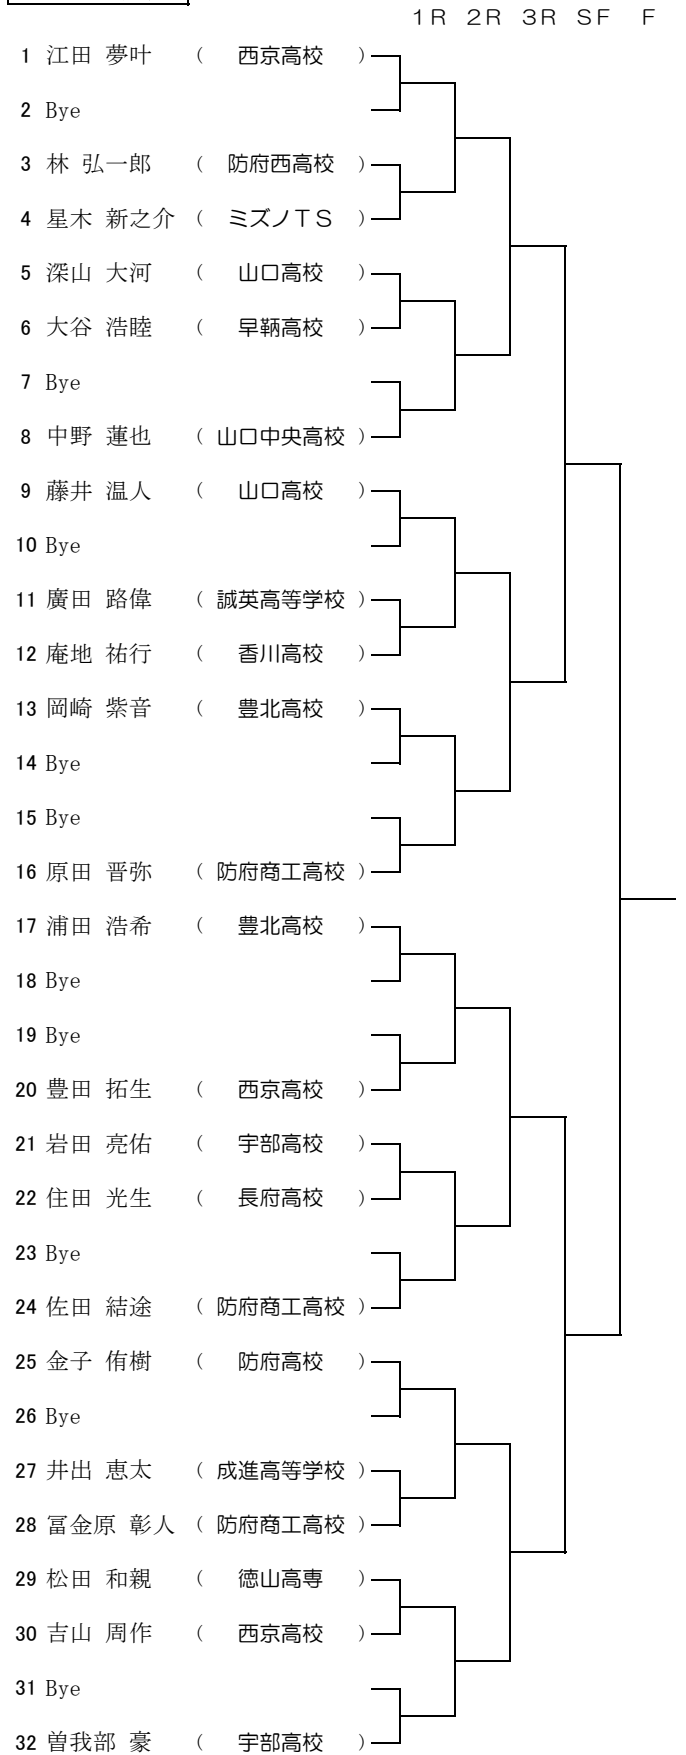 １Ｒ ２Ｒ ３Ｒ ＳＦ Ｆ
1 江田 夢叶 （ 西京高校 ）
2 Bye
3 林 弘一郎 （ 防府西高校 ）
4 星木 新之介 （ ミズノＴＳ ）
5 深山 大河 （ 山口高校 ）
6 大谷 浩睦 （ 早鞆高校 ）
7 Bye
8 中野 蓮也 （ 山口中央高校 ）
9 藤井 温人 （ 山口高校 ）
10 Bye
11 廣田 路偉 （ 誠英高等学校 ）
12 庵地 祐行 （ 香川高校 ）
13 岡崎 紫音 （ 豊北高校 ）
14 Bye
15 Bye
16 原田 晋弥 （ 防府商工高校 ）
17 浦田 浩希 （ 豊北高校 ）
18 Bye
19 Bye
20 豊田 拓生 （ 西京高校 ）
21 岩田 亮佑 （ 宇部高校 ）
22 住田 光生 （ 長府高校 ）
23 Bye
24 佐田 結途 （ 防府商工高校 ）
25 金子 侑樹 （ 防府高校 ）
26 Bye
27 井出 恵太 （ 成進高等学校 ）
28 冨金原 彰人 （ 防府商工高校 ）
29 松田 和親 （ 徳山高専 ）
30 吉山 周作 （ 西京高校 ）
31 Bye
32 曽我部 豪 （ 宇部高校 ）